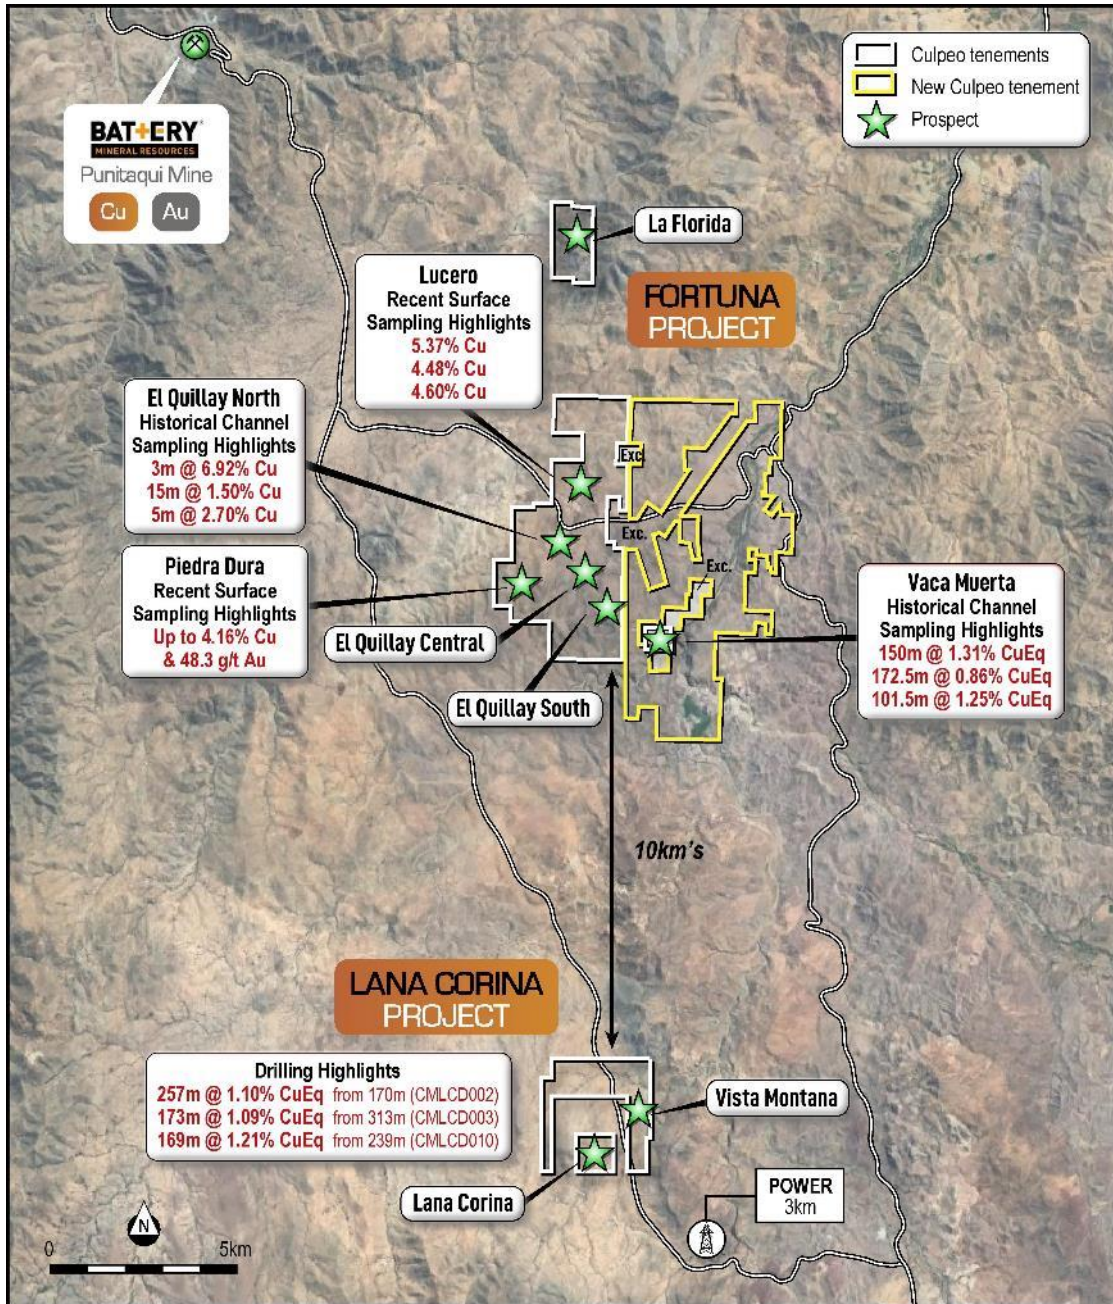 Culpeo tenements
New Culpeo tenement
Prospect
BATTERY
MINERAL RESOURCES
Punitaqui Mine
Cu
Au
La Florida
FORTUNA
PROJECT
Lucero
Recent Surface
Sampling Highlights
5.37% Cu
4.48% Cu
4.60% Cu
El Quillay North
Historical Channel
Sampling Highlights
3m @ 6.92% Cu
15m @ 1.50% Cu
5m @ 2.70% Cu
Exc.
Exc.
Exc.
Piedra Dura
Recent Surface
Sampling Highlights
Up to 4.16% Cu
& 48.3 g/t Au
El Quillay Central
El Quillay South
Vaca Muerta
Historical Channel
Sampling Highlights
150m @ 1.31% CuEq
172.5m @ 0.86% CuEq
101.5m @ 1.25% CuEq
10km's
LANA CORINA
PROJECT
Drilling Highlights
257m @ 1.10% CuEq from 170m (CMLCD002)
173m @ 1.09% CuEq from 313m (CMLCD003)
169m @ 1.21% CuEq from 239m (CMLCD010)
Vista Montana
Lana Corina
POWER
3km
N
0 5km